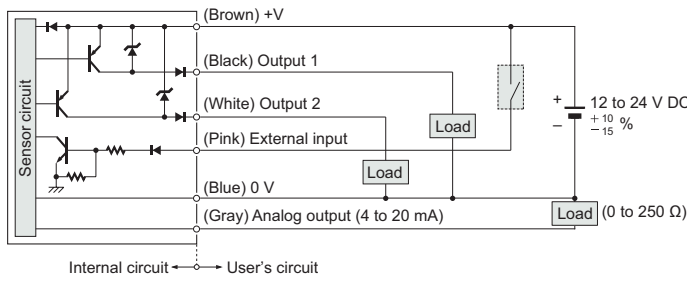 (Brown) +V
(Black) Output 1
(White) Output 2
(Pink) External input
(Blue) 0 V
(Gray) Analog output (4 to 20 mA)
Sensor circuit
Load
Load
+
−
12 to 24 V DC
+10
−15 %
Load
(0 to 250 Ω)
Internal circuit
User's circuit